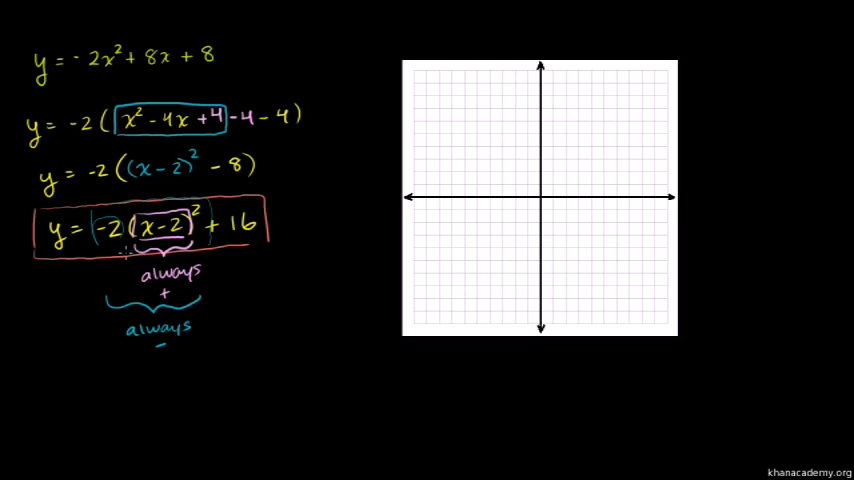 y = -2x² + 8x + 8
y = -2(x² - 4x + 4 - 4 - 4)
y = -2((x - 2)² - 8)
y = -2(x - 2)² + 16
always
+
always
-
khanacademy.org